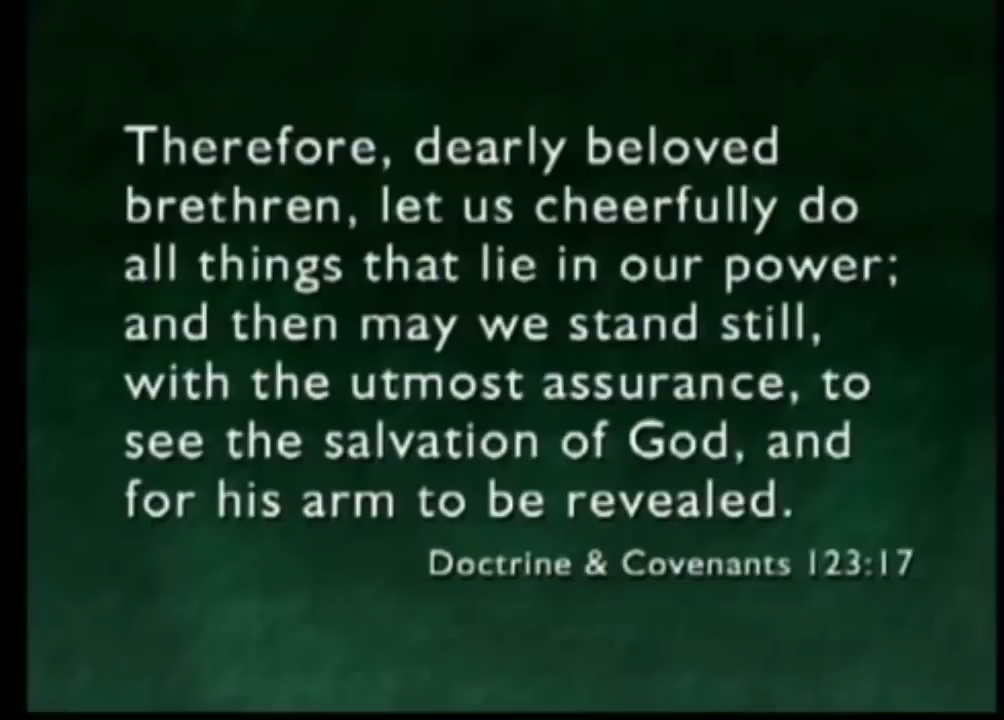 Therefore, dearly beloved
brethren, let us cheerfully do
all things that lie in our power;
and then may we stand still,
with the utmost assurance, to
see the salvation of God, and
for his arm to be revealed.
Doctrine & Covenants 123:17